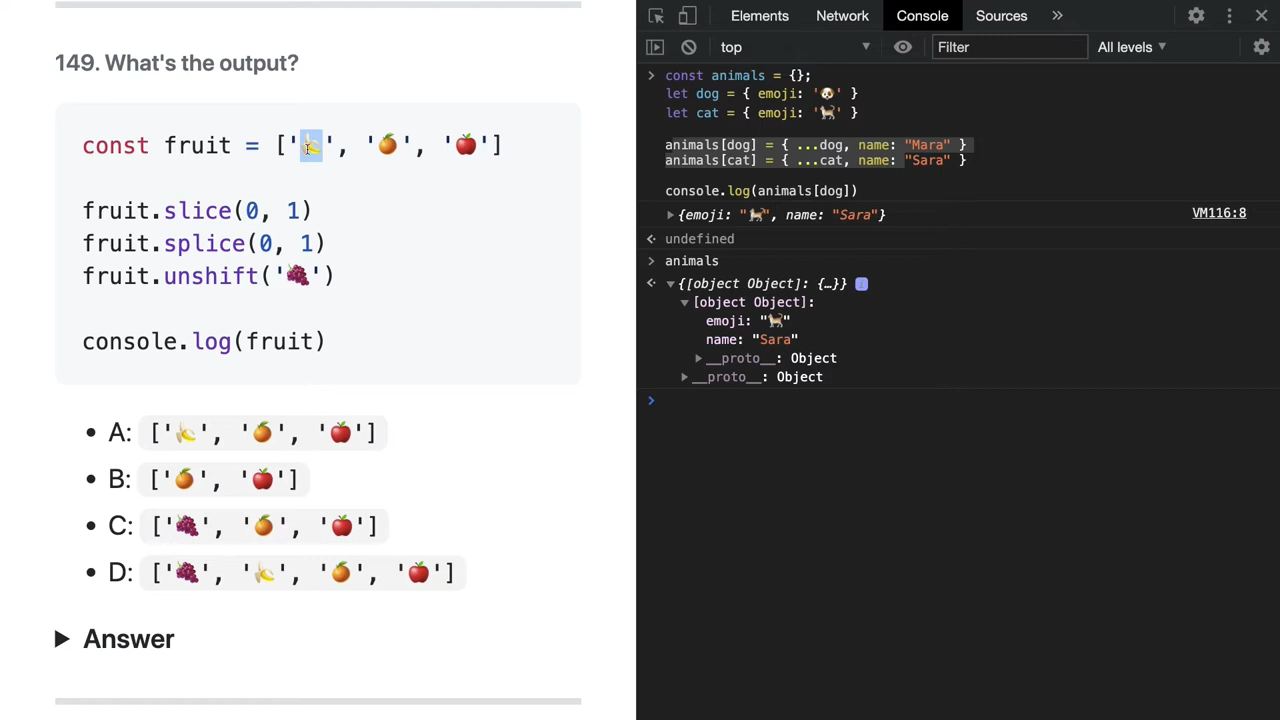 149. What's the output?
const fruit = ['🍌', '🍊', '🍎']
fruit.slice(0, 1)
fruit.splice(0, 1)
fruit.unshift('🍇')
console.log(fruit)
• A: ['🍌', '🍊', '🍎']
• B: ['🍊', '🍎']
• C: ['🍇', '🍊', '🍎']
• D: ['🍇', '🍌', '🍊', '🍎']
▶ Answer
Elements Network Console Sources »
top ▼ Filter All levels ▼
> const animals = {};
let dog = { emoji: '🐶' }
let cat = { emoji: '🐈' }
animals[dog] = { ...dog, name: "Mara" }
animals[cat] = { ...cat, name: "Sara" }
console.log(animals[dog])
▶ {emoji: "🐈", name: "Sara"} VM116:8
undefined
> animals
▼ {[object Object]: {…}} i
▼ [object Object]:
emoji: "🐈"
name: "Sara"
▶ __proto__: Object
▶ __proto__: Object
>